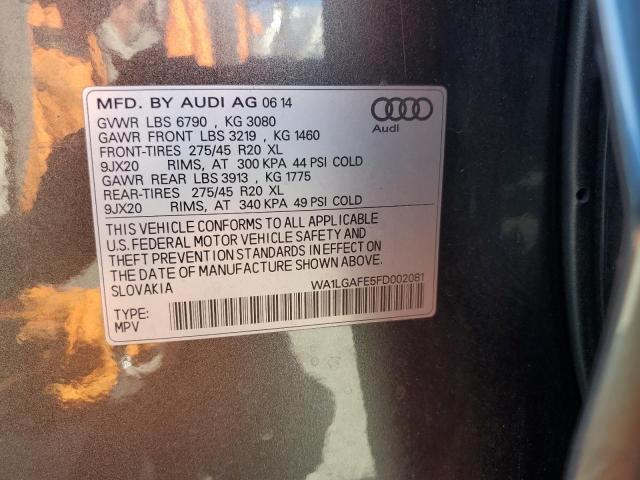 MFD. BY AUDI AG 06 14
GVWR LBS 6790 , KG 3080
GAWR FRONT LBS 3219 , KG 1460
FRONT-TIRES 275/45 R20 XL
9JX20 RIMS, AT 300 KPA 44 PSI COLD
GAWR REAR LBS 3913 , KG 1775
REAR-TIRES 275/45 R20 XL
9JX20 RIMS, AT 340 KPA 49 PSI COLD
Audi
THIS VEHICLE CONFORMS TO ALL APPLICABLE
U.S. FEDERAL MOTOR VEHICLE SAFETY AND
THEFT PREVENTION STANDARDS IN EFFECT ON
THE DATE OF MANUFACTURE SHOWN ABOVE.
SLOVAKIA WA1LGAFE5FD002081
TYPE:
MPV